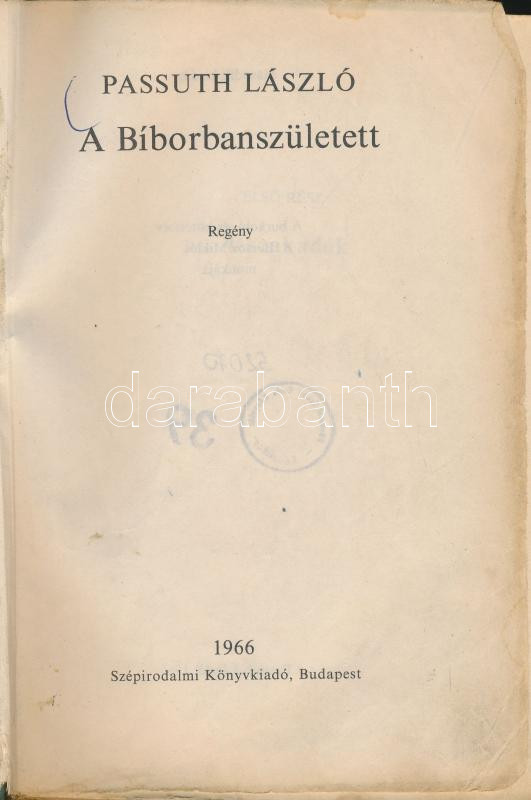 PASSUTH LÁSZLÓ
A Bíborbanszületett
Regény
darabanth
1966
Szépirodalmi Könyvkiadó, Budapest